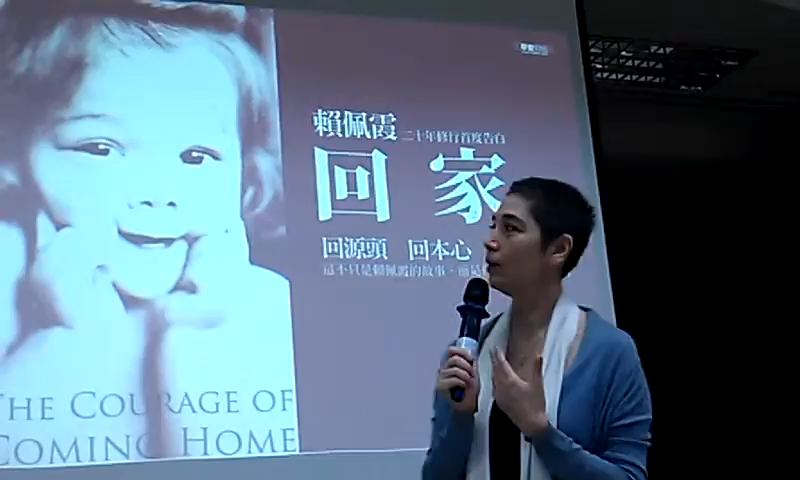 賴佩霞 二十年修行首度告白
回家
回源頭 回本心
這不只是賴佩霞的故事，
THE COURAGE OF
COMING HOME